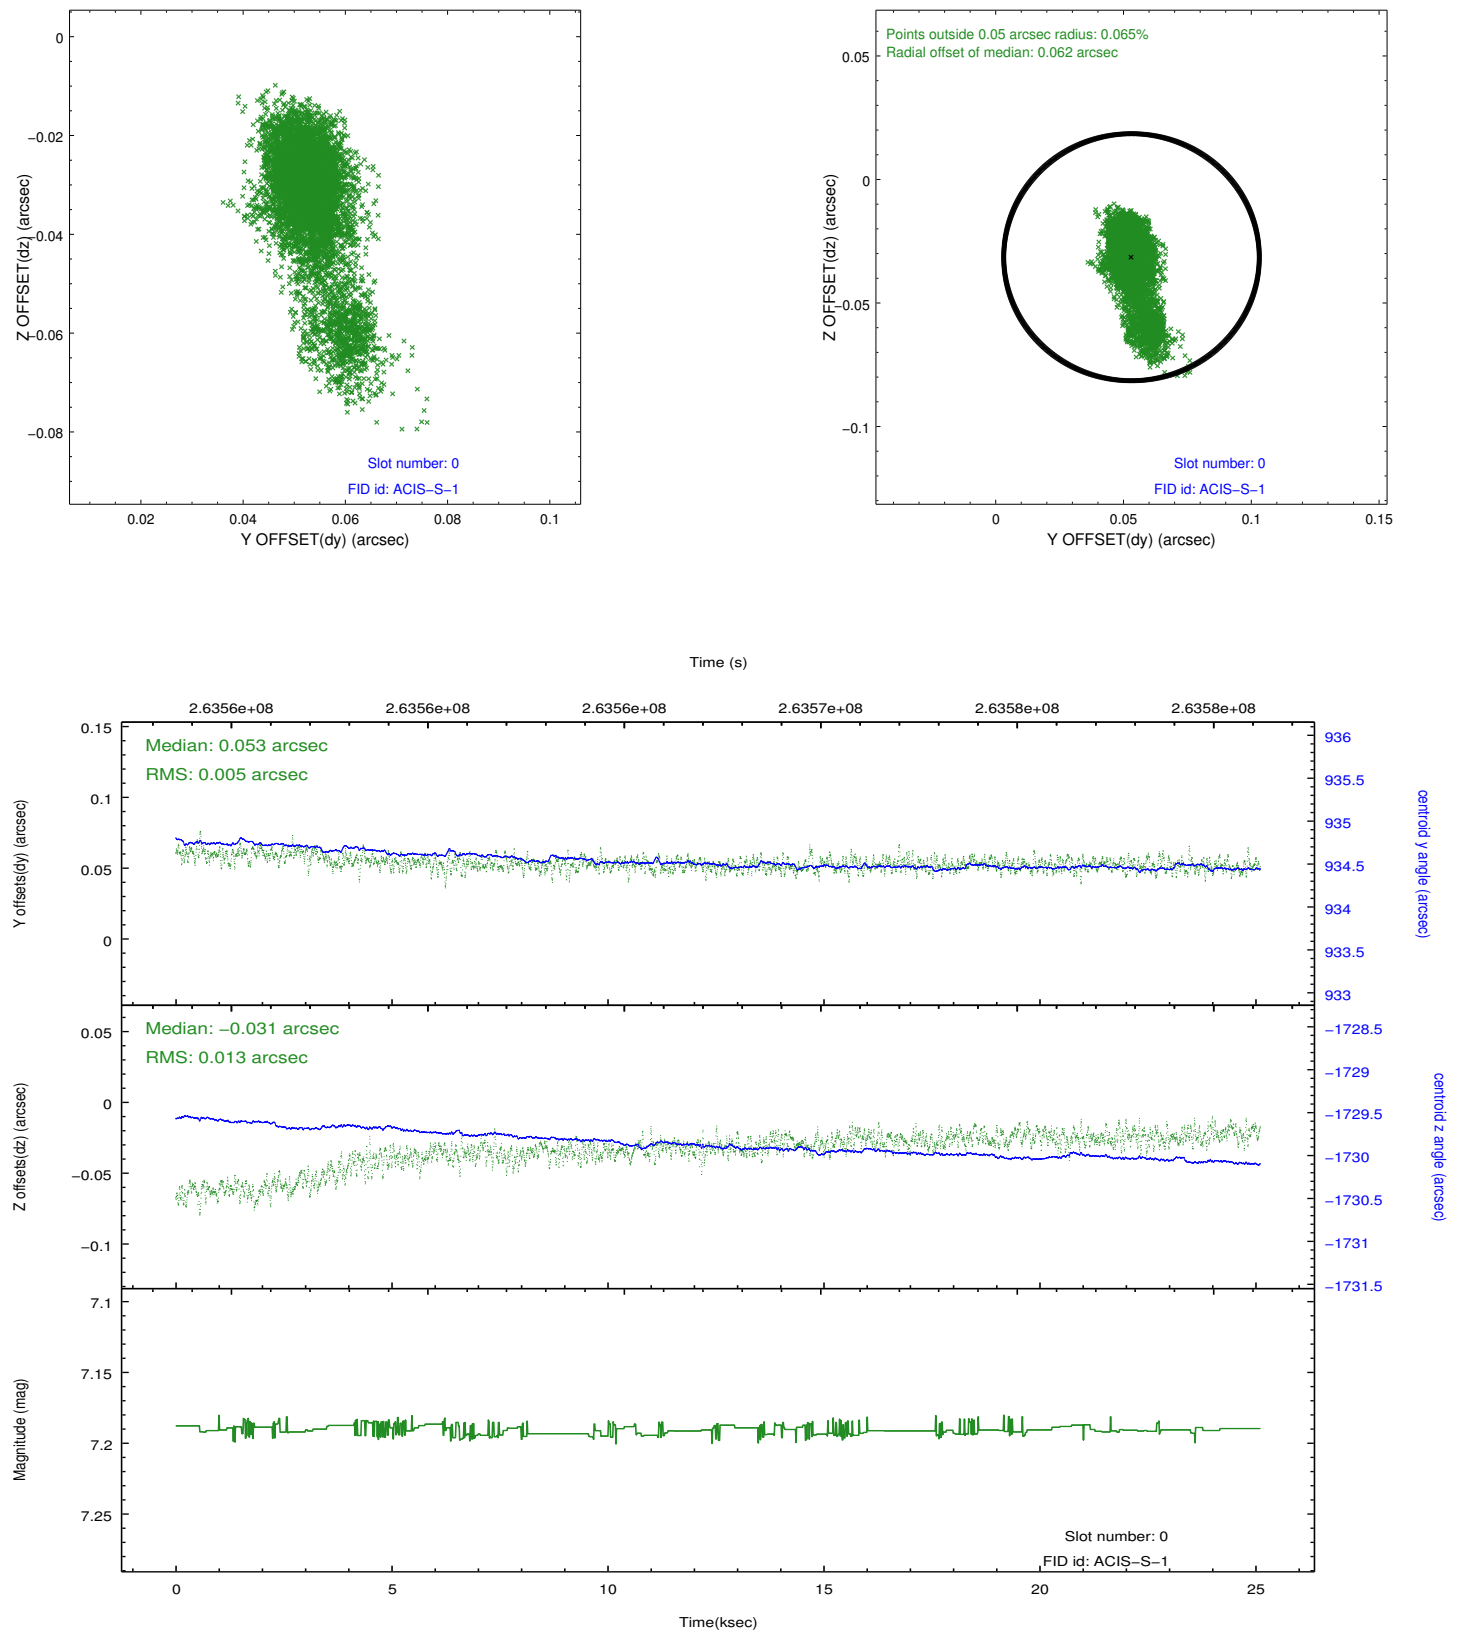 0
−0.02
−0.04
−0.06
−0.08
Z OFFSET(dz) (arcsec)
Slot number: 0
FID id: ACIS−S−1
0.02
0.04
0.06
0.08
0.1
Y OFFSET(dy) (arcsec)
Points outside 0.05 arcsec radius: 0.065%
Radial offset of median: 0.062 arcsec
0.05
0
−0.05
−0.1
Z OFFSET(dz) (arcsec)
Slot number: 0
FID id: ACIS−S−1
0
0.05
0.1
0.15
Y OFFSET(dy) (arcsec)
Time (s)
2.6356e+08
2.6356e+08
2.6356e+08
2.6357e+08
2.6358e+08
2.6358e+08
Median: 0.053 arcsec
RMS: 0.005 arcsec
0.15
0.1
0.05
0
Y offsets(dy) (arcsec)
936
935.5
935
934.5
934
933.5
933
centroid y angle (arcsec)
Median: −0.031 arcsec
RMS: 0.013 arcsec
0.05
0
−0.05
−0.1
Z offsets(dz) (arcsec)
−1728.5
−1729
−1729.5
−1730
−1730.5
−1731
−1731.5
centroid z angle (arcsec)
7.1
7.15
7.2
7.25
Magnitude (mag)
Slot number: 0
FID id: ACIS−S−1
0
5
10
15
20
25
Time(ksec)